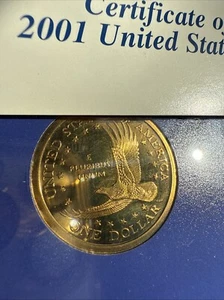 Certificate o
2001 United Stat
UNITED STATES OF AMERICA
E
PLURIBUS
UNUM
ONE DOLLAR